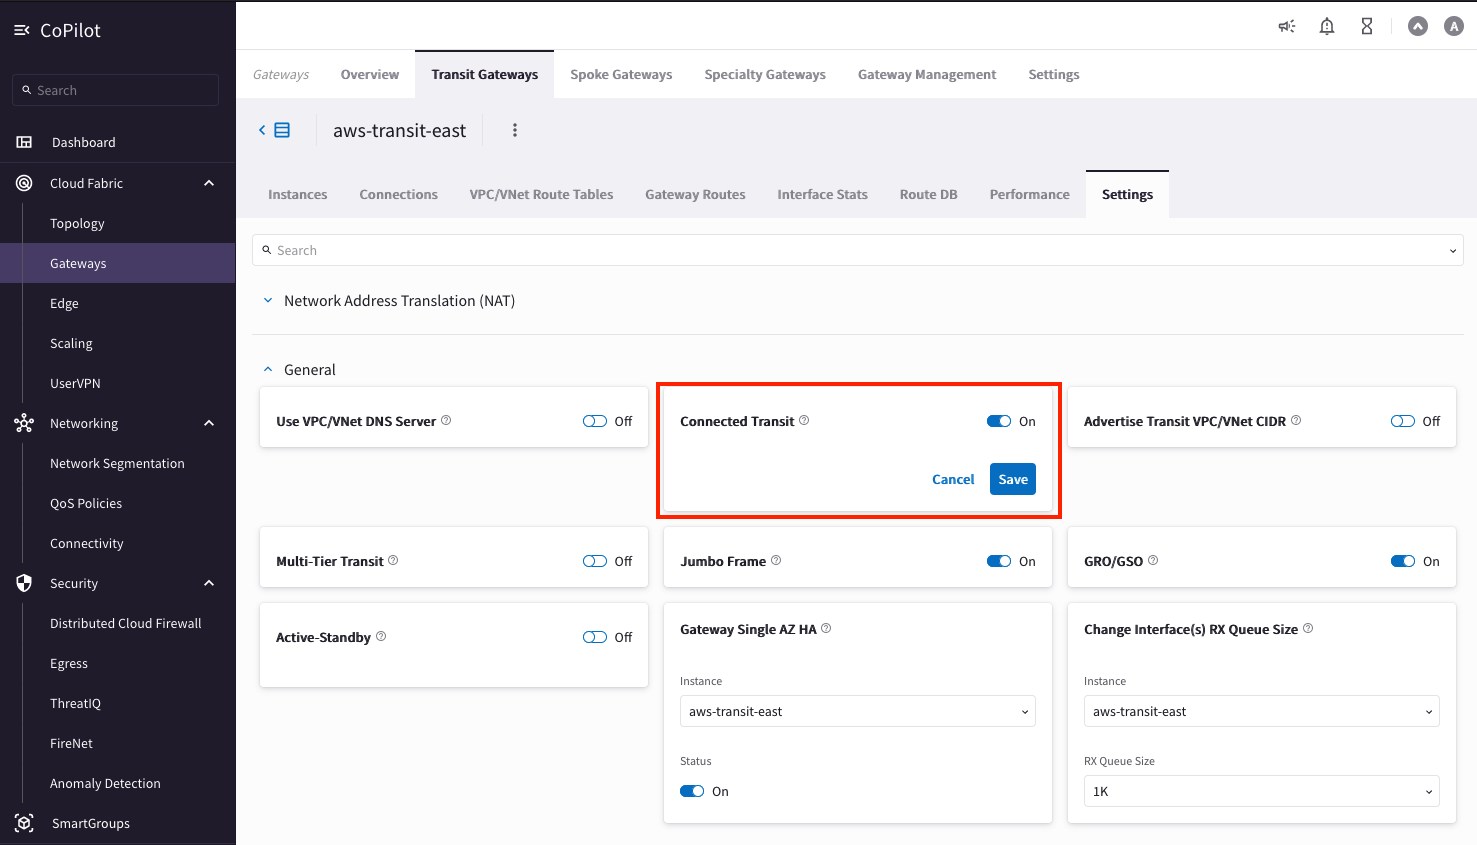 CoPilot
Search
Dashboard
Cloud Fabric
Topology
Gateways
Edge
Scaling
UserVPN
Networking
Network Segmentation
QoS Policies
Connectivity
Security
Distributed Cloud Firewall
Egress
ThreatIQ
FireNet
Anomaly Detection
SmartGroups
A
Gateways Overview Transit Gateways Spoke Gateways Specialty Gateways Gateway Management Settings
aws-transit-east
Instances Connections VPC/VNet Route Tables Gateway Routes Interface Stats Route DB Performance Settings
Search
Network Address Translation (NAT)
General
Use VPC/VNet DNS Server ? Off
Connected Transit ? On
Cancel Save
Advertise Transit VPC/VNet CIDR ? Off
Multi-Tier Transit ? Off
Jumbo Frame ? On
GRO/GSO ? On
Active-Standby ? Off
Gateway Single AZ HA ?
Instance
aws-transit-east
Status
On
Change Interface(s) RX Queue Size ?
Instance
aws-transit-east
RX Queue Size
1K